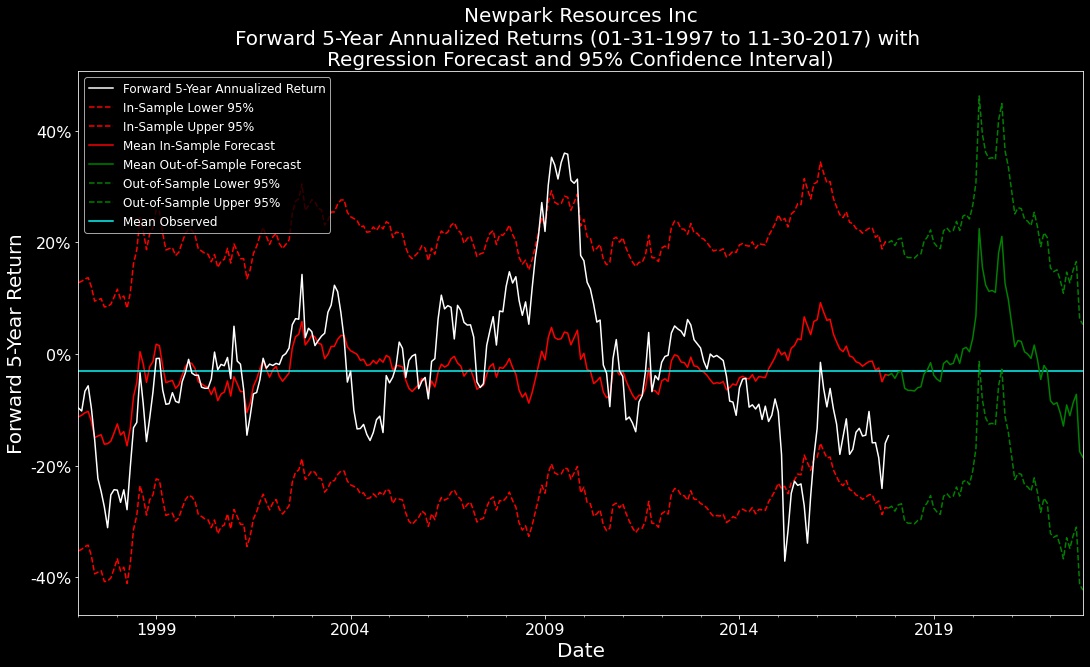 Newpark Resources Inc
Forward 5-Year Annualized Returns (01-31-1997 to 11-30-2017) with
Regression Forecast and 95% Confidence Interval)
Forward 5-Year Annualized Return
In-Sample Lower 95%
In-Sample Upper 95%
Mean In-Sample Forecast
Mean Out-of-Sample Forecast
Out-of-Sample Lower 95%
Out-of-Sample Upper 95%
Mean Observed
Forward 5-Year Return
40%
20%
0%
-20%
-40%
1999
2004
2009
2014
2019
Date